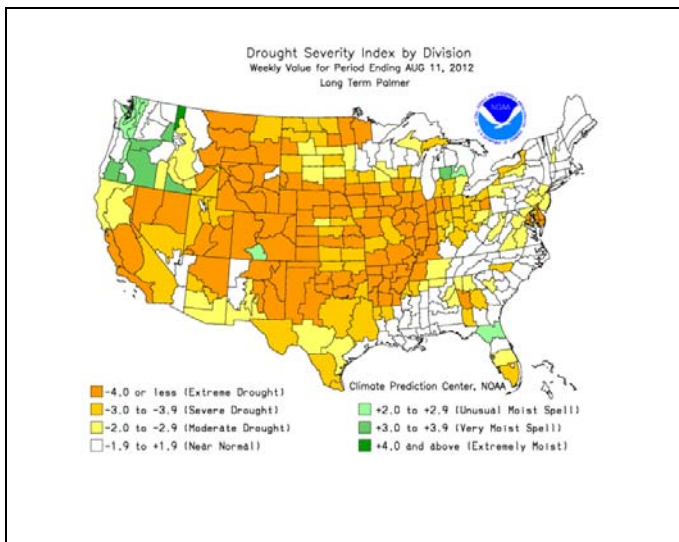 Drought Severity Index by Division
Weekly Value for Period Ending AUG 11, 2012
Long Term Palmer
NOAA
Climate Prediction Center, NOAA
-4.0 or less (Extreme Drought)
-3.0 to -3.9 (Severe Drought)
-2.0 to -2.9 (Moderate Drought)
-1.9 to +1.9 (Near Normal)
+2.0 to +2.9 (Unusual Moist Spell)
+3.0 to +3.9 (Very Moist Spell)
+4.0 and above (Extremely Moist)